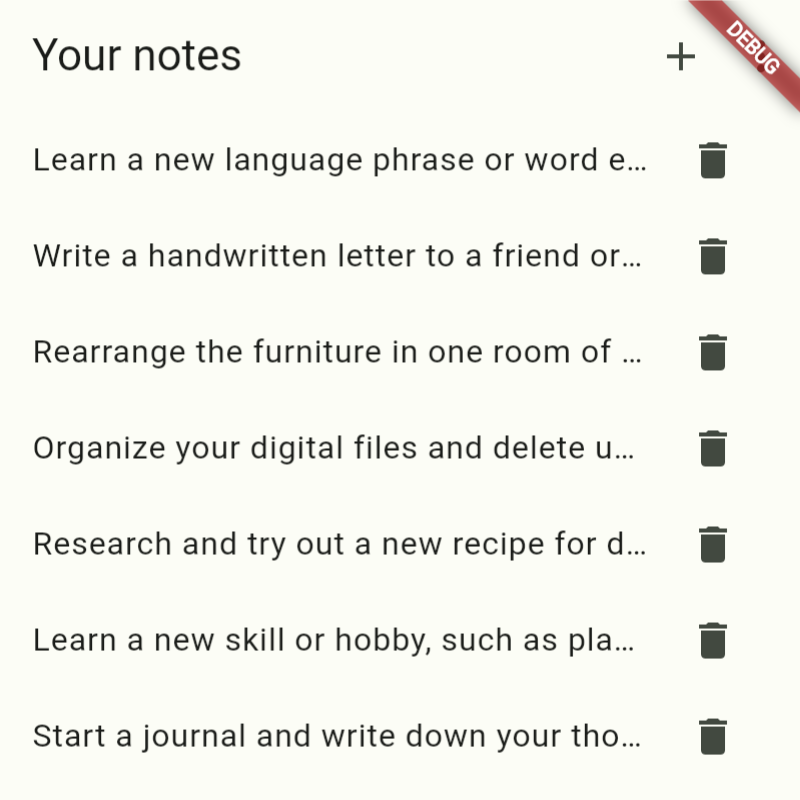 Your notes
DEBUG
Learn a new language phrase or word e…
Write a handwritten letter to a friend or…
Rearrange the furniture in one room of …
Organize your digital files and delete u…
Research and try out a new recipe for d…
Learn a new skill or hobby, such as pla…
Start a journal and write down your tho…